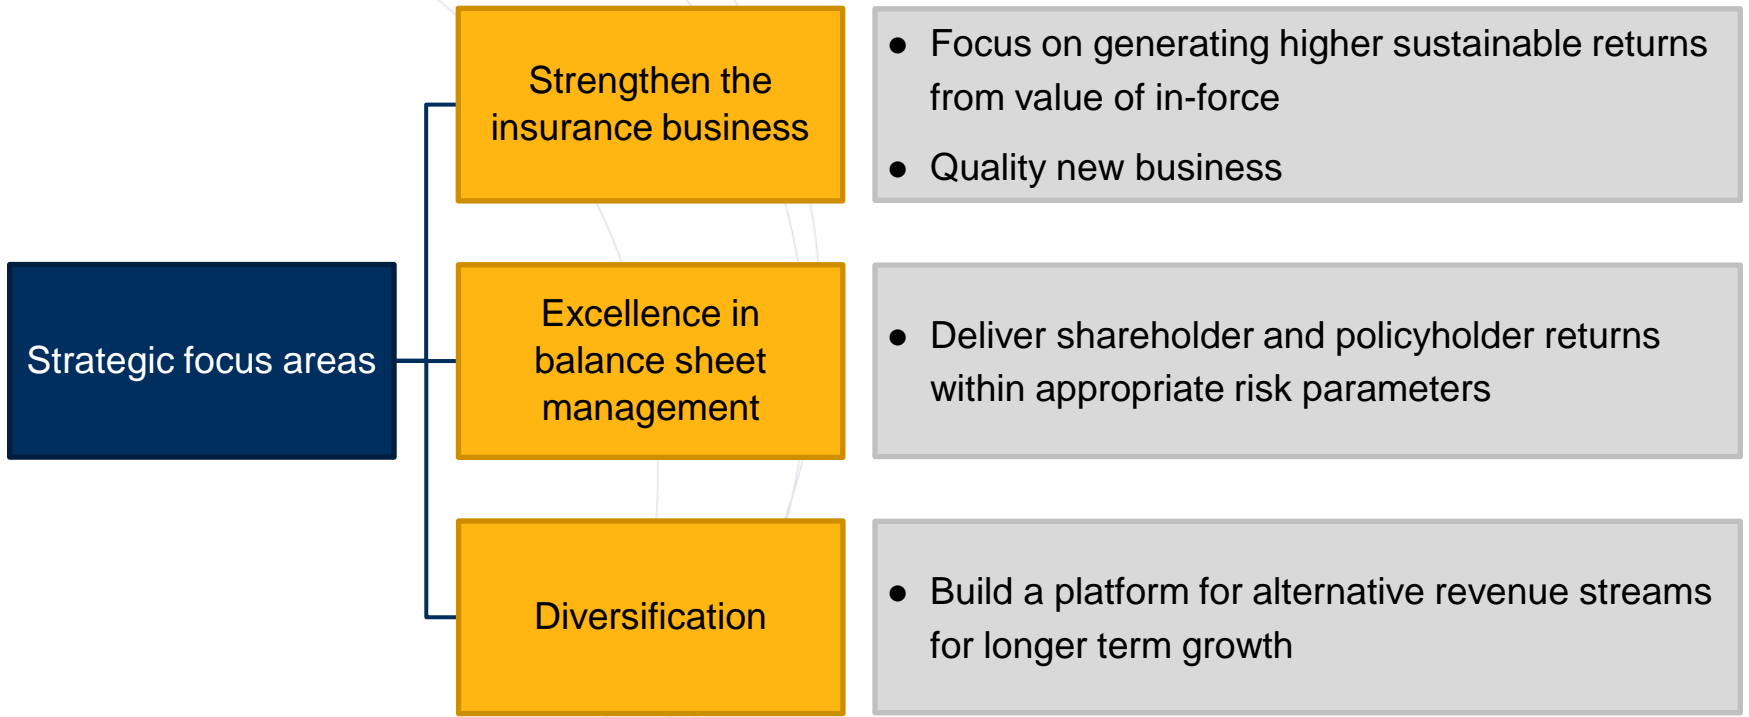 Strategic focus areas
Strengthen the
insurance business
● Focus on generating higher sustainable returns
from value of in-force
● Quality new business
Excellence in
balance sheet
management
● Deliver shareholder and policyholder returns
within appropriate risk parameters
Diversification
● Build a platform for alternative revenue streams
for longer term growth